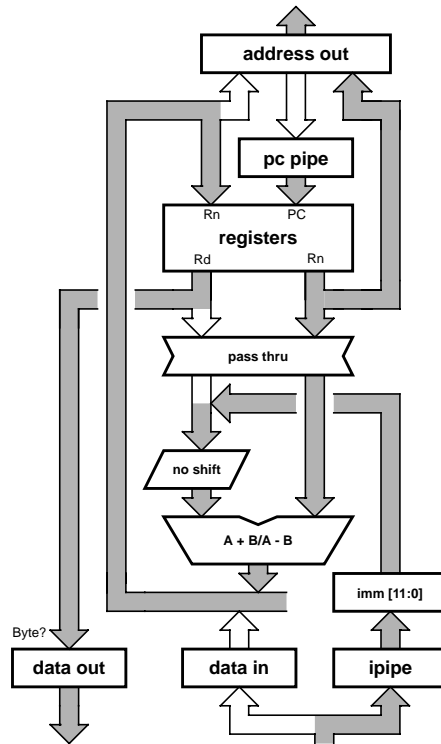 address out
pc pipe
Rn PC
registers
Rd Rn
pass thru
no shift
A + B/A - B
imm [11:0]
Byte?
data out data in ipipe